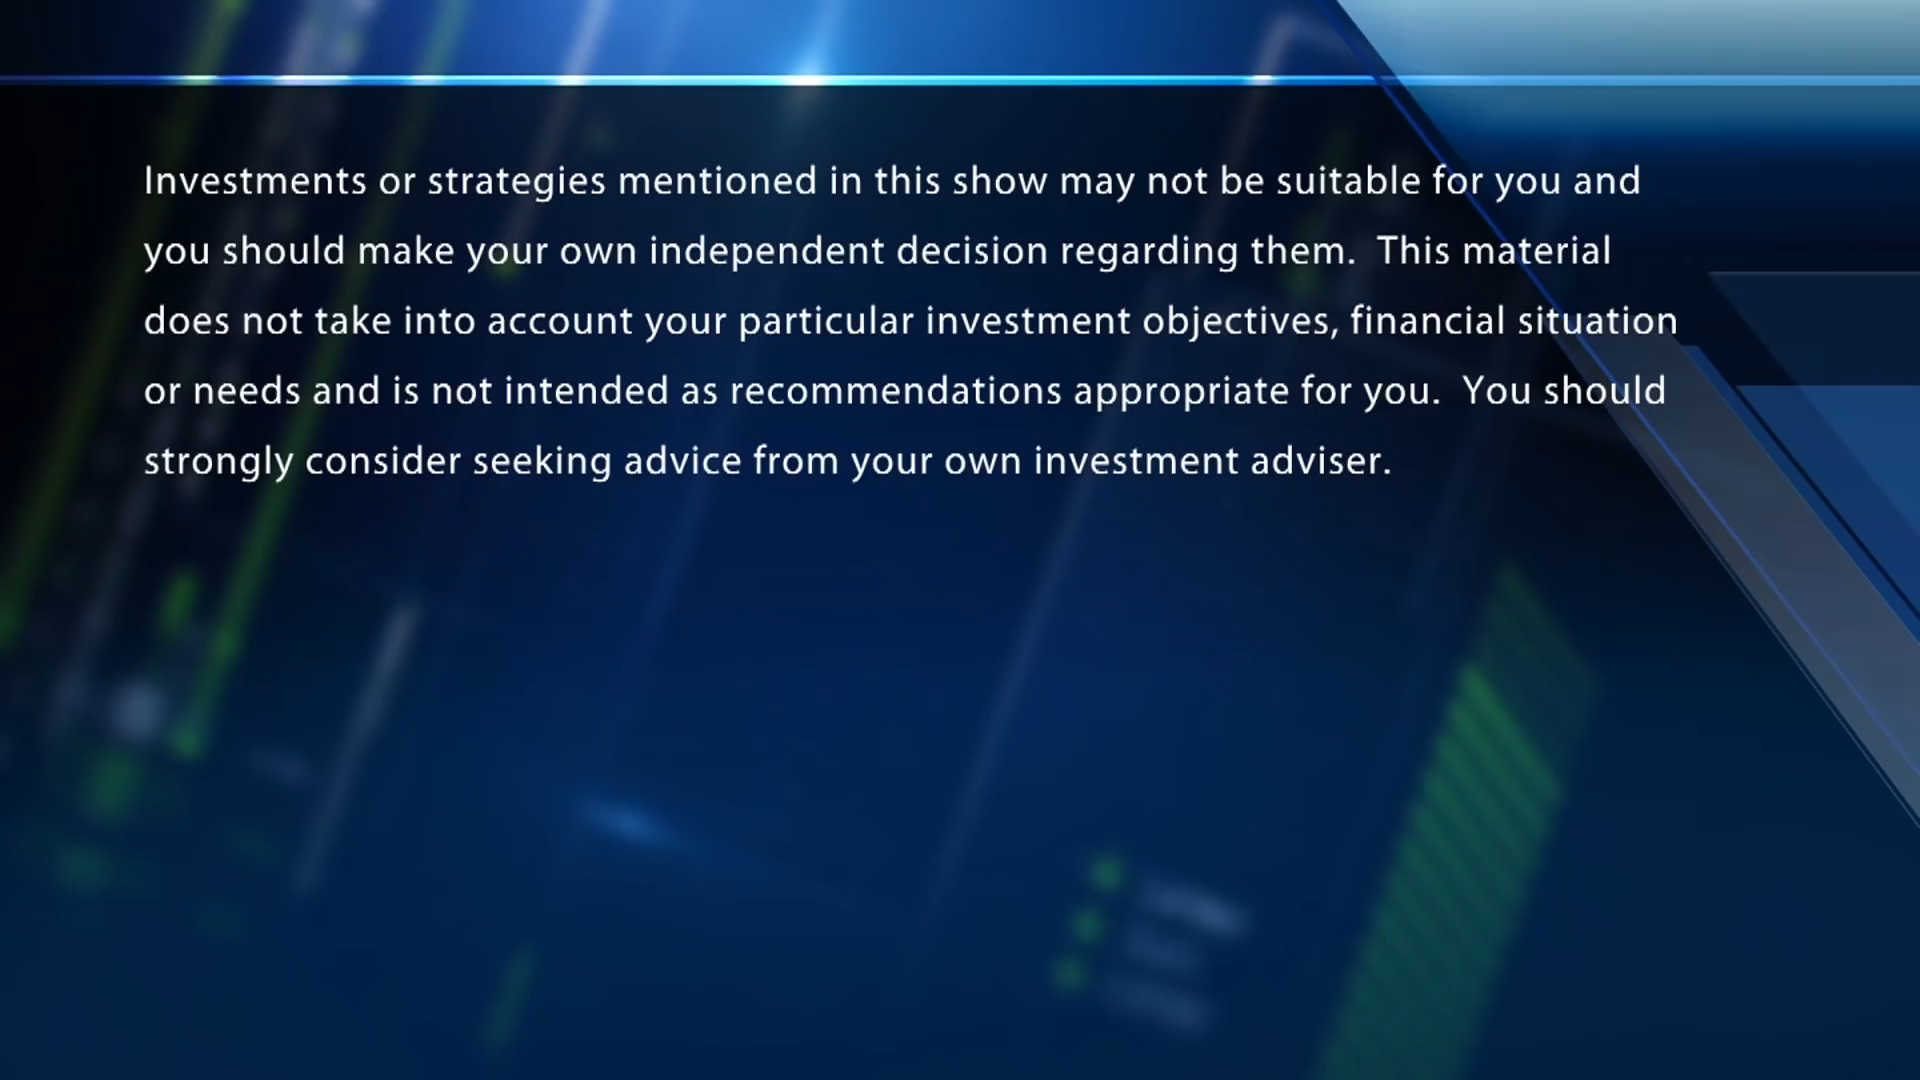 Investments or strategies mentioned in this show may not be suitable for you and
you should make your own independent decision regarding them.  This material
does not take into account your particular investment objectives, financial situation
or needs and is not intended as recommendations appropriate for you.  You should
strongly consider seeking advice from your own investment adviser.